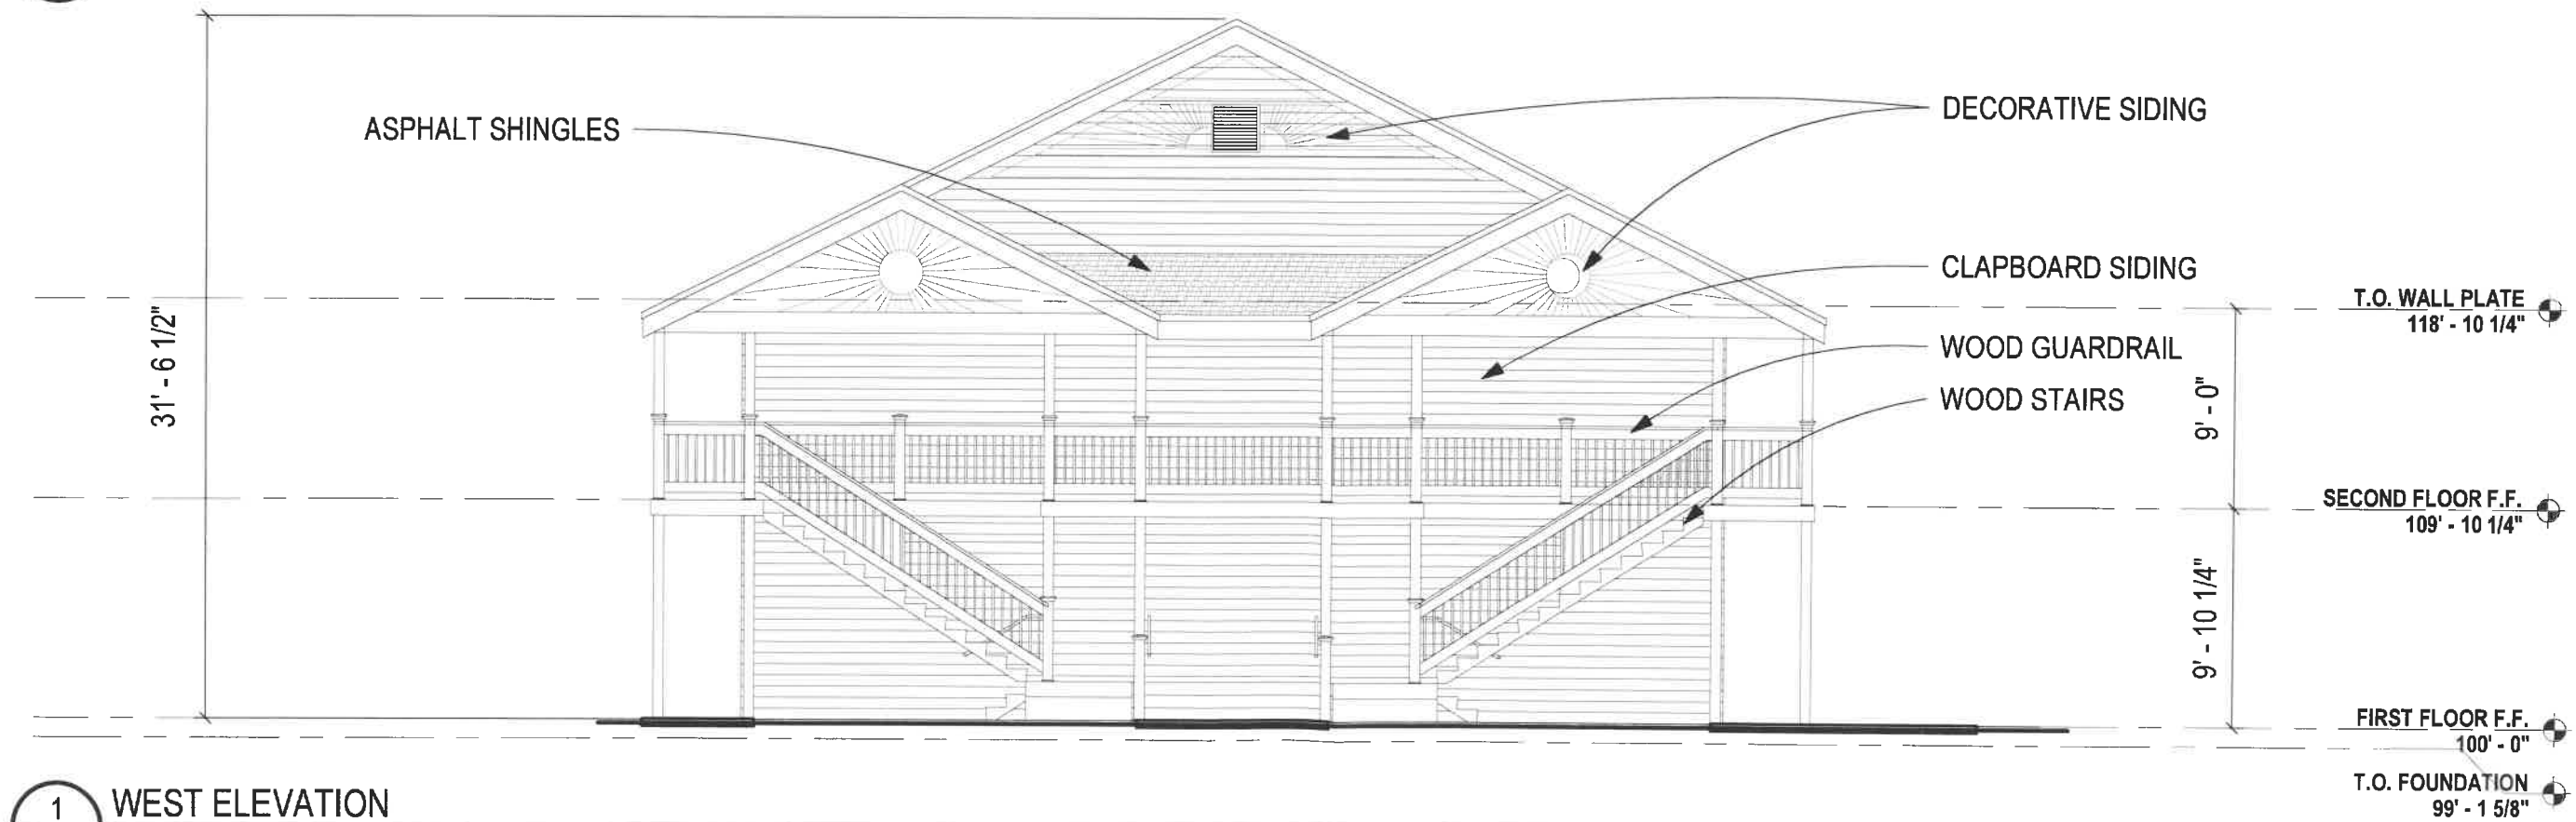 ASPHALT SHINGLES
DECORATIVE SIDING
CLAPBOARD SIDING
T.O. WALL PLATE
118' - 10 1/4"
WOOD GUARDRAIL
WOOD STAIRS
31' - 6 1/2"
9' - 0"
SECOND FLOOR F.F.
109' - 10 1/4"
9' - 10 1/4"
FIRST FLOOR F.F.
100' - 0"
T.O. FOUNDATION
99' - 1 5/8"
1 WEST ELEVATION